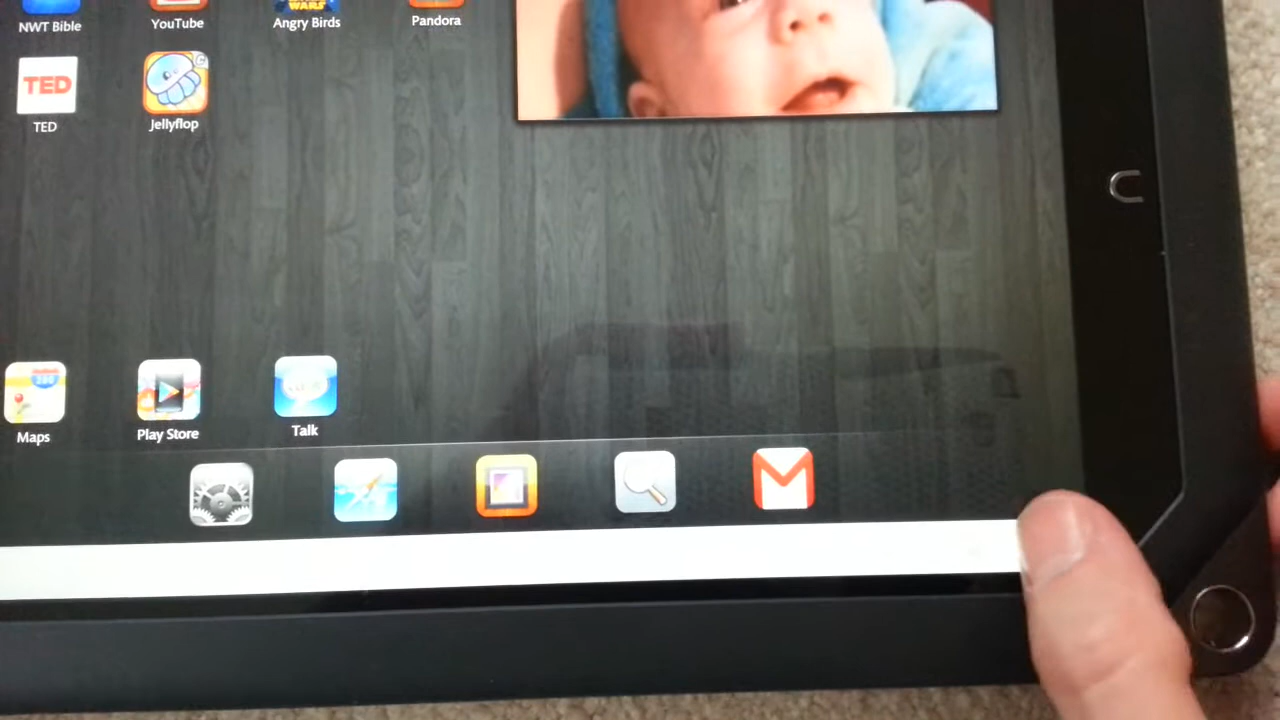 NWT Bible
YouTube
Angry Birds
Pandora
TED
TED
Jellyflop
Maps
Play Store
Talk